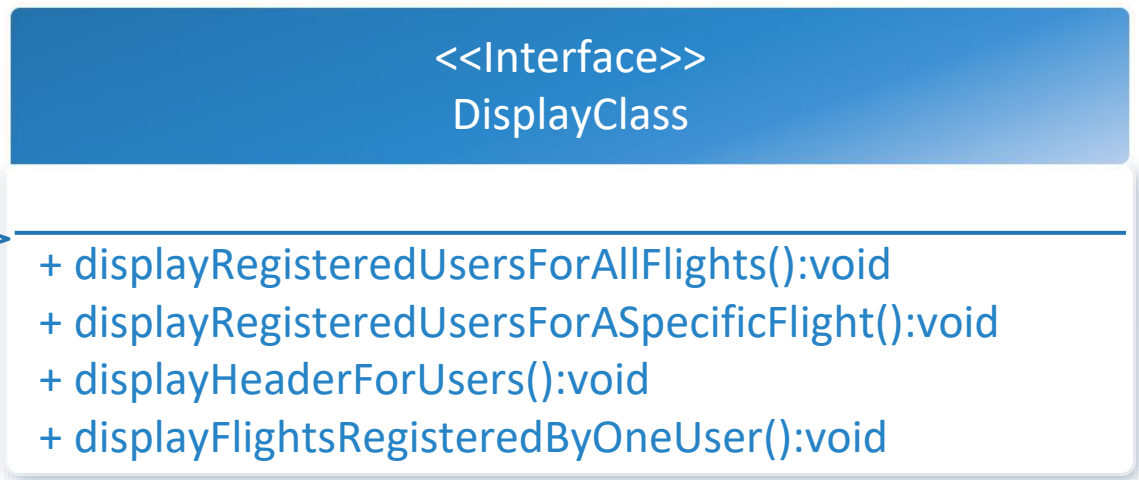 <<Interface>>
DisplayClass
+ displayRegisteredUsersForAllFlights():void
+ displayRegisteredUsersForASpecificFlight():void
+ displayHeaderForUsers():void
+ displayFlightsRegisteredByOneUser():void